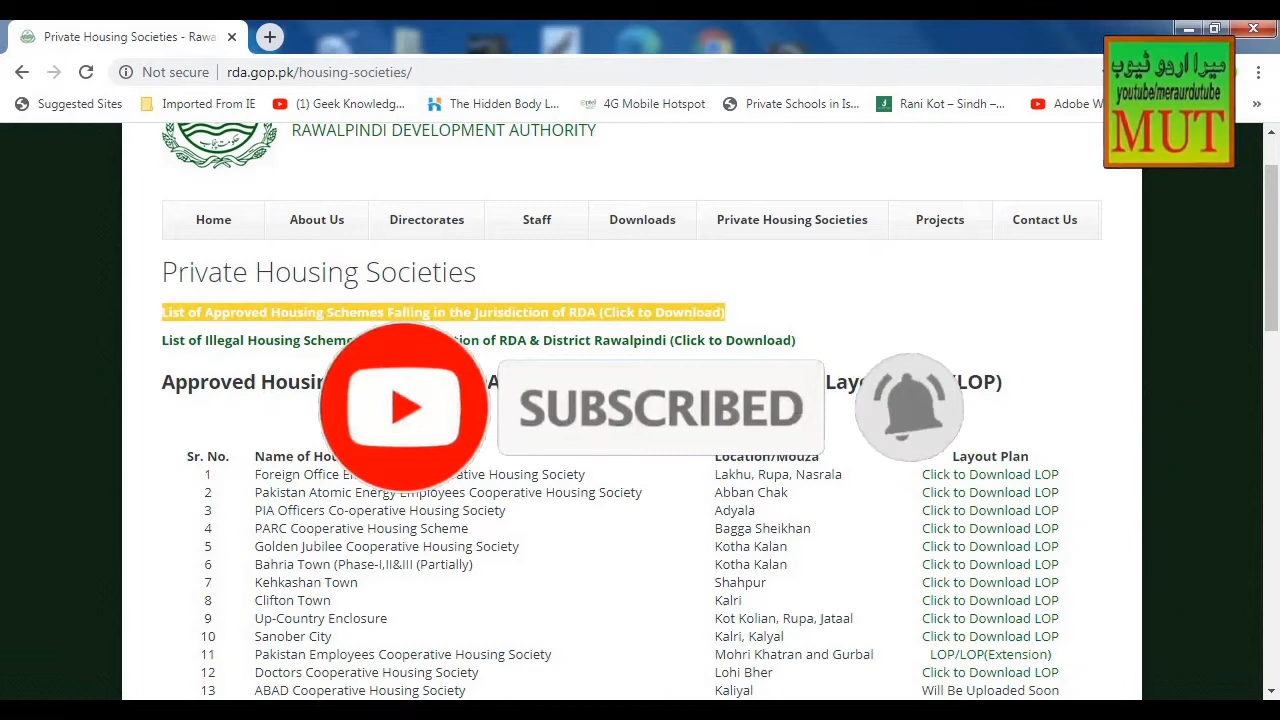 Private Housing Societies - Rawa
Not secure
rda.gop.pk/housing-societies/
Suggested Sites
Imported From IE
(1) Geek Knowledg...
HinHiddendy L...
4G Mobile Hotspot
Private Schools in Is...
Rani Kot – Sindh –...
Adobe W
»
میرا اردو ٹیوب
youtube/meraurdutube
MUT
حکومت پنجاب
RAWALPINDI DEVELOPMENT AUTHORITY
Home
About Us
Directorates
Staff
Downloads
Private Housing Societies
Projects
Contact Us
Private Housing Societies
List of Approved Housing Schemes Falling in the Jurisdiction of RDA (Click to Download)
List of Illegal Housing of RDA & District Rawalpindi (Click to Download)
Approved (LOP)
SUBSCRIBED
Sr. No. Name of Location/Mouza Layout Plan
1 Foreign Office Housing Society Lakhu, Rupa, Nasrala Click to Download LOP
2 Pakistan Atomic Energy Employees Cooperative Housing Society Abban Chak Click to Download LOP
3 PIA Officers Co-operative Housing Society Adyala Click to Download LOP
4 PARC Cooperative Housing Scheme Bagga Sheikhan Click to Download LOP
5 Golden Jubilee Cooperative Housing Society Kotha Kalan Click to Download LOP
6 Bahria Town (Phase-I,II&III (Partially) Kotha Kalan Click to Download LOP
7 Kehkashan Town Shahpur Click to Download LOP
8 Clifton Town Kalri Click to Download LOP
9 Up-Country Enclosure Kot Kolian, Rupa, Jataal Click to Download LOP
10 Sanober City Kalri, Kalyal Click to Download LOP
11 Pakistan Employees Cooperative Housing Society Mohri Khatran and Gurbal LOP/LOP(Extension)
12 Doctors Cooperative Housing Society Lohi Bher Click to Download LOP
13 ABAD Cooperative Housing Society Kaliyal Will Be Uploaded Soon